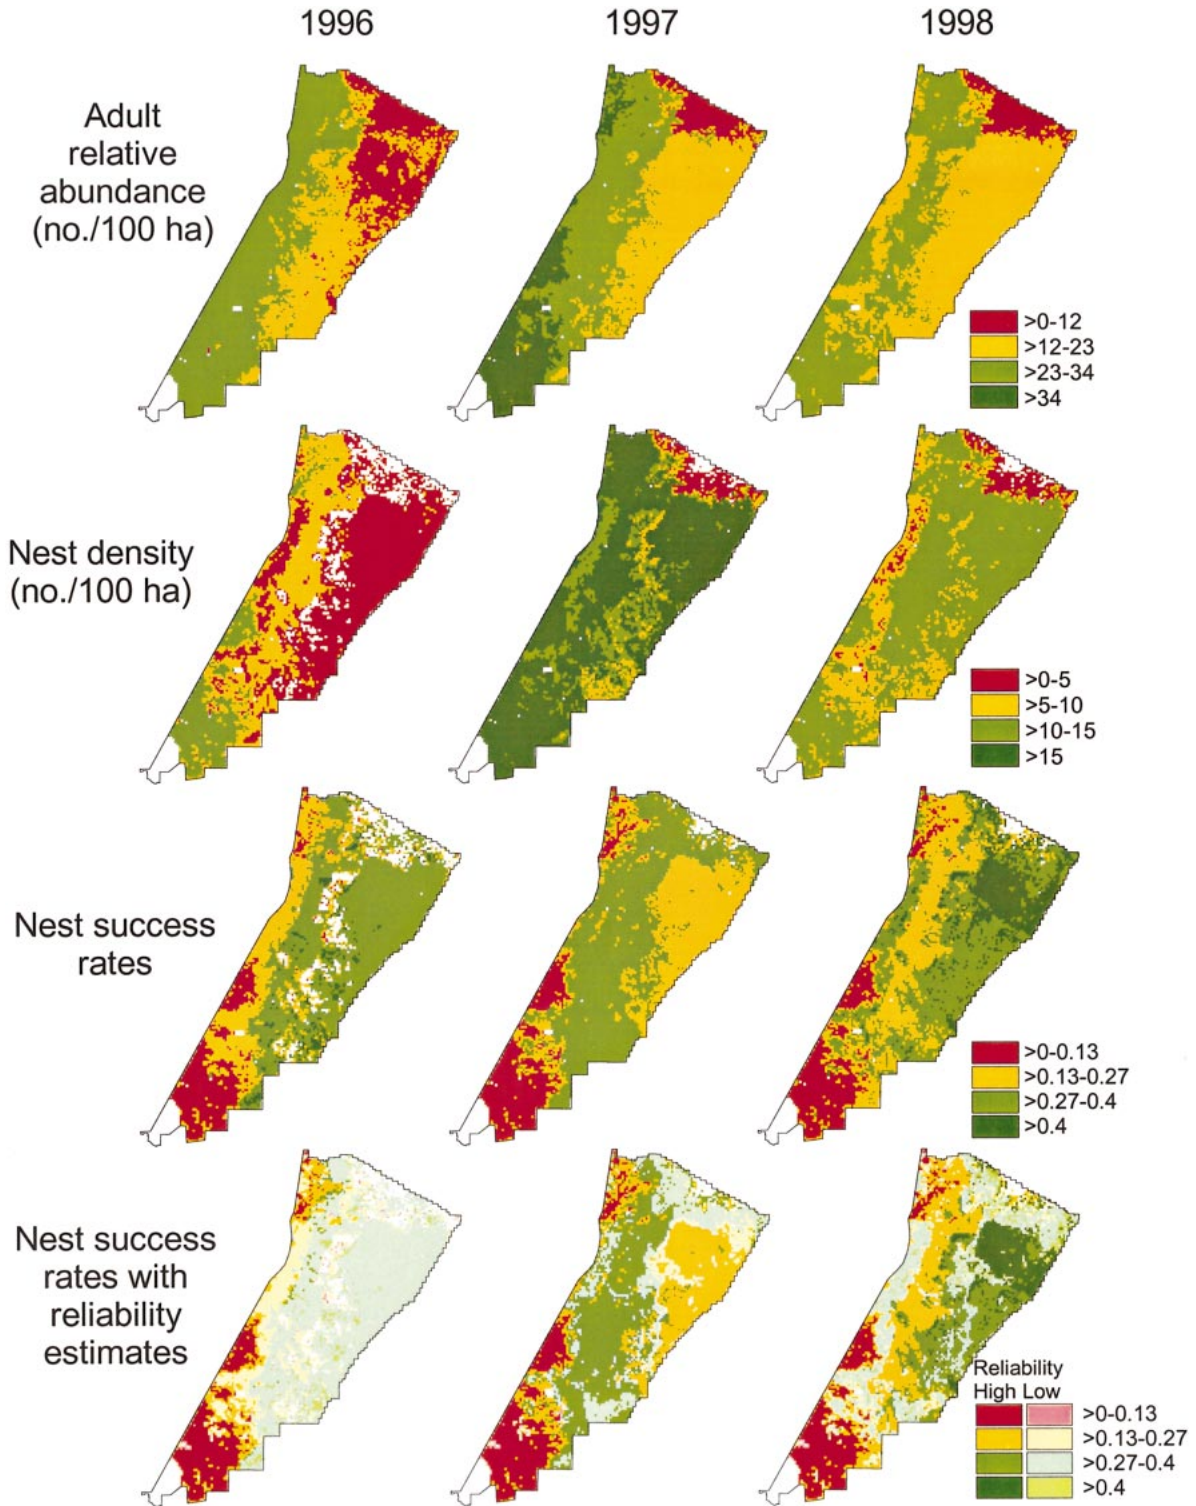 1996
1997
1998
Adult
relative
abundance
(no./100 ha)
>0-12
>12-23
>23-34
>34
Nest density
(no./100 ha)
>0-5
>5-10
>10-15
>15
Nest success
rates
>0-0.13
>0.13-0.27
>0.27-0.4
>0.4
Nest success
rates with
reliability
estimates
Reliability
High Low
>0-0.13
>0.13-0.27
>0.27-0.4
>0.4